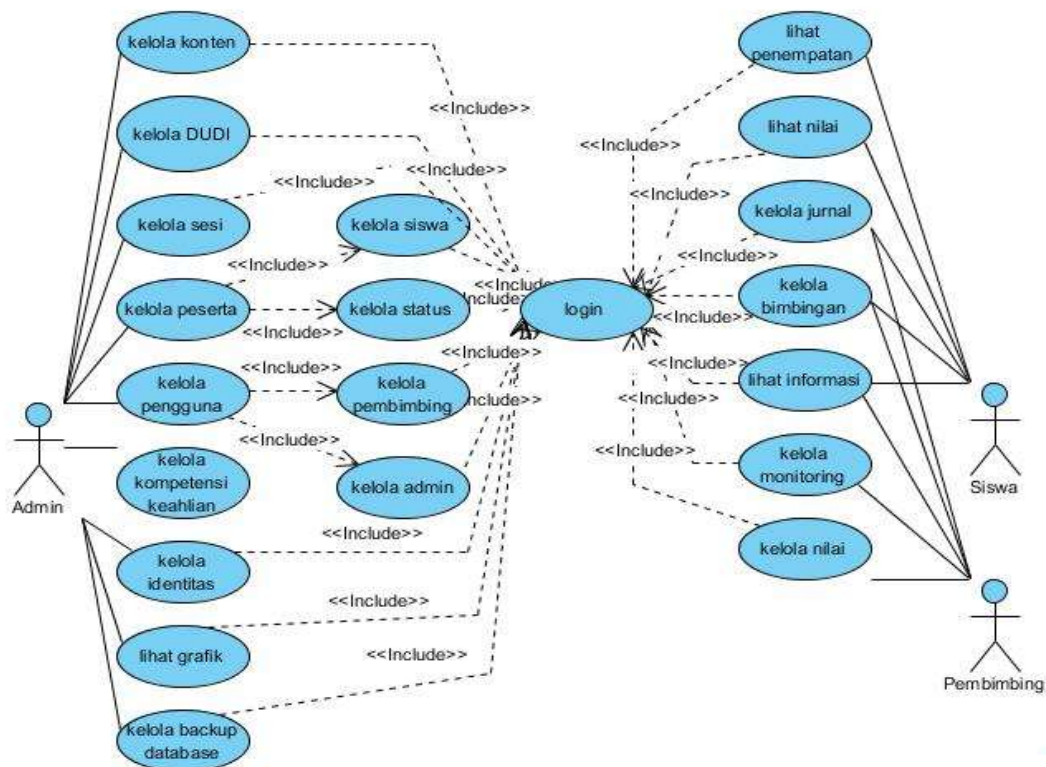 kelola konten
lihat
penempatan
<<Include>>
<<Include>>
kelola DUDI
lihat nilai
<<Include>>
<<Include>>
kelola sesi
kelola siswa
kelola jurnal
<<Include>>
<<Include>>
<<Include>>
kelola peserta
kelola status
login
kelola
bimbingan
<<Include>>
Include>>
<<Include>>
<<Include>>
<<Include>>
kelola
pengguna
kelola
pembimbing
<<Include>>
lihat informasi
Include>>
<<Include>>
<<Include>>
Admin
kelola
kompetensi
keahlian
kelola admin
kelola
monitoring
Siswa
<<Include>>
<<Include>>
kelola
identitas
kelola nilai
<<Include>>
lihat grafik
<<Include>>
Pembimbing
kelola backup
database